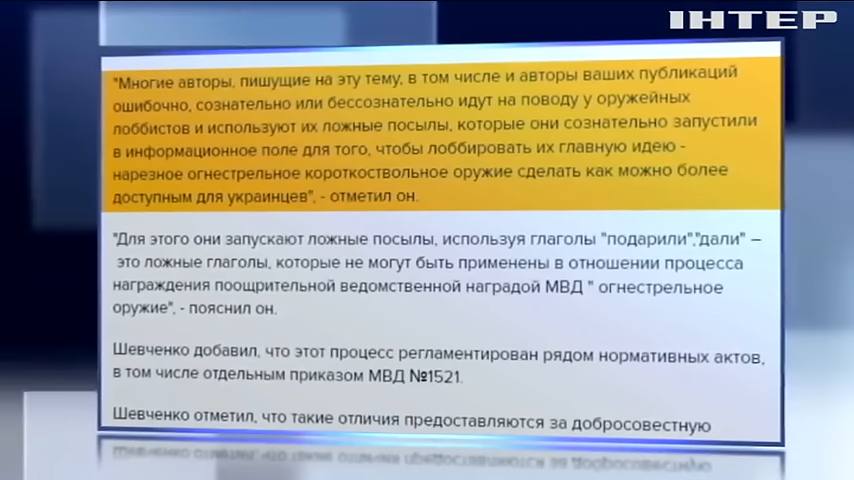 ІНТЕР
"Многие авторы, пишущие на эту тему, в том числе и авторы ваших публикаций
ошибочно, сознательно или бессознательно идут на поводу у оружейных
лоббистов и используют их ложные посылы, которые они сознательно запустили
в информационное поле для того, чтобы лоббировать их главную идею -
нарезное огнестрельное короткоствольное оружие сделать как можно более
доступным для украинцев", - отметил он.
"Для этого они запускают ложные посылы, используя глаголы "подарили","дали" –
это ложные глаголы, которые не могут быть применены в отношении процесса
награждения поощрительной ведомственной наградой МВД " огнестрельное
оружие", - пояснил он.
Шевченко добавил, что этот процесс регламентирован рядом нормативных актов,
в том числе отдельным приказом МВД №1521.
Шевченко отметил, что такие отличия предоставляются за добросовестную